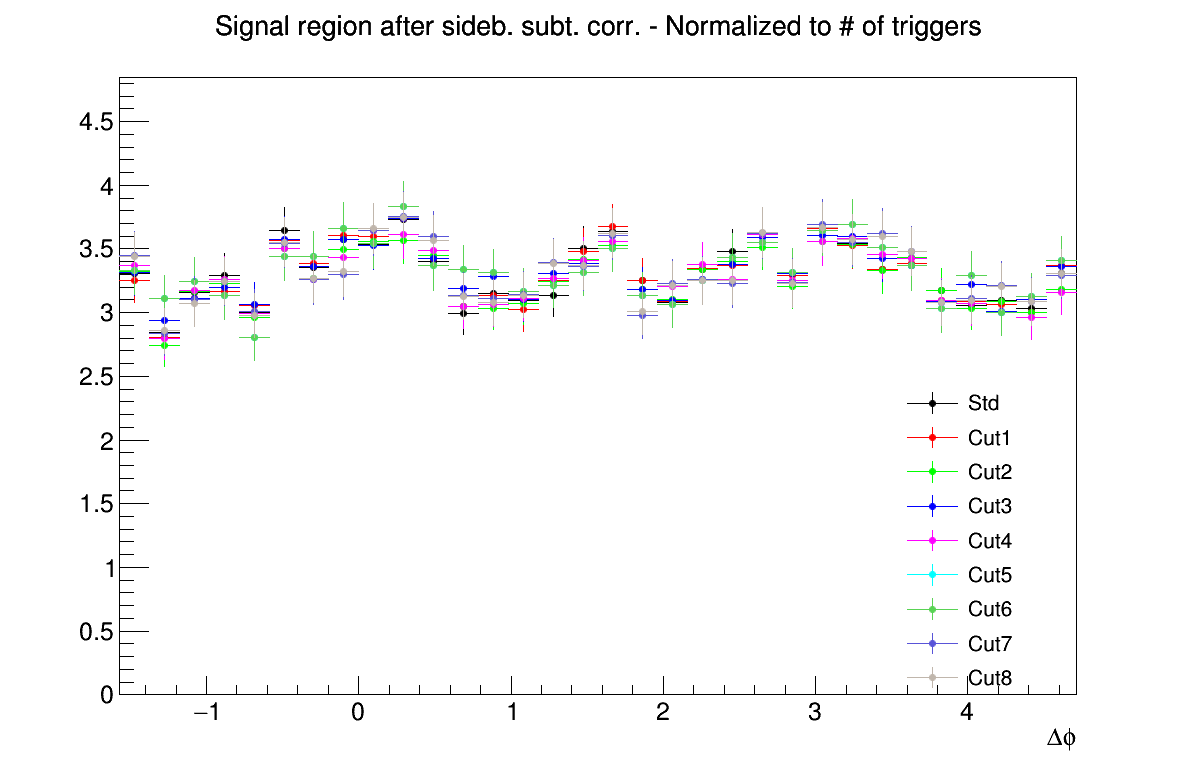 Signal region after sideb. subt. corr. - Normalized to # of triggers
4.5
4
3.5
3
2.5
2
1.5
1
0.5
0
Std
Cut1
Cut2
Cut3
Cut4
Cut5
Cut6
Cut7
Cut8
−1 0 1 2 3 4
Δϕ